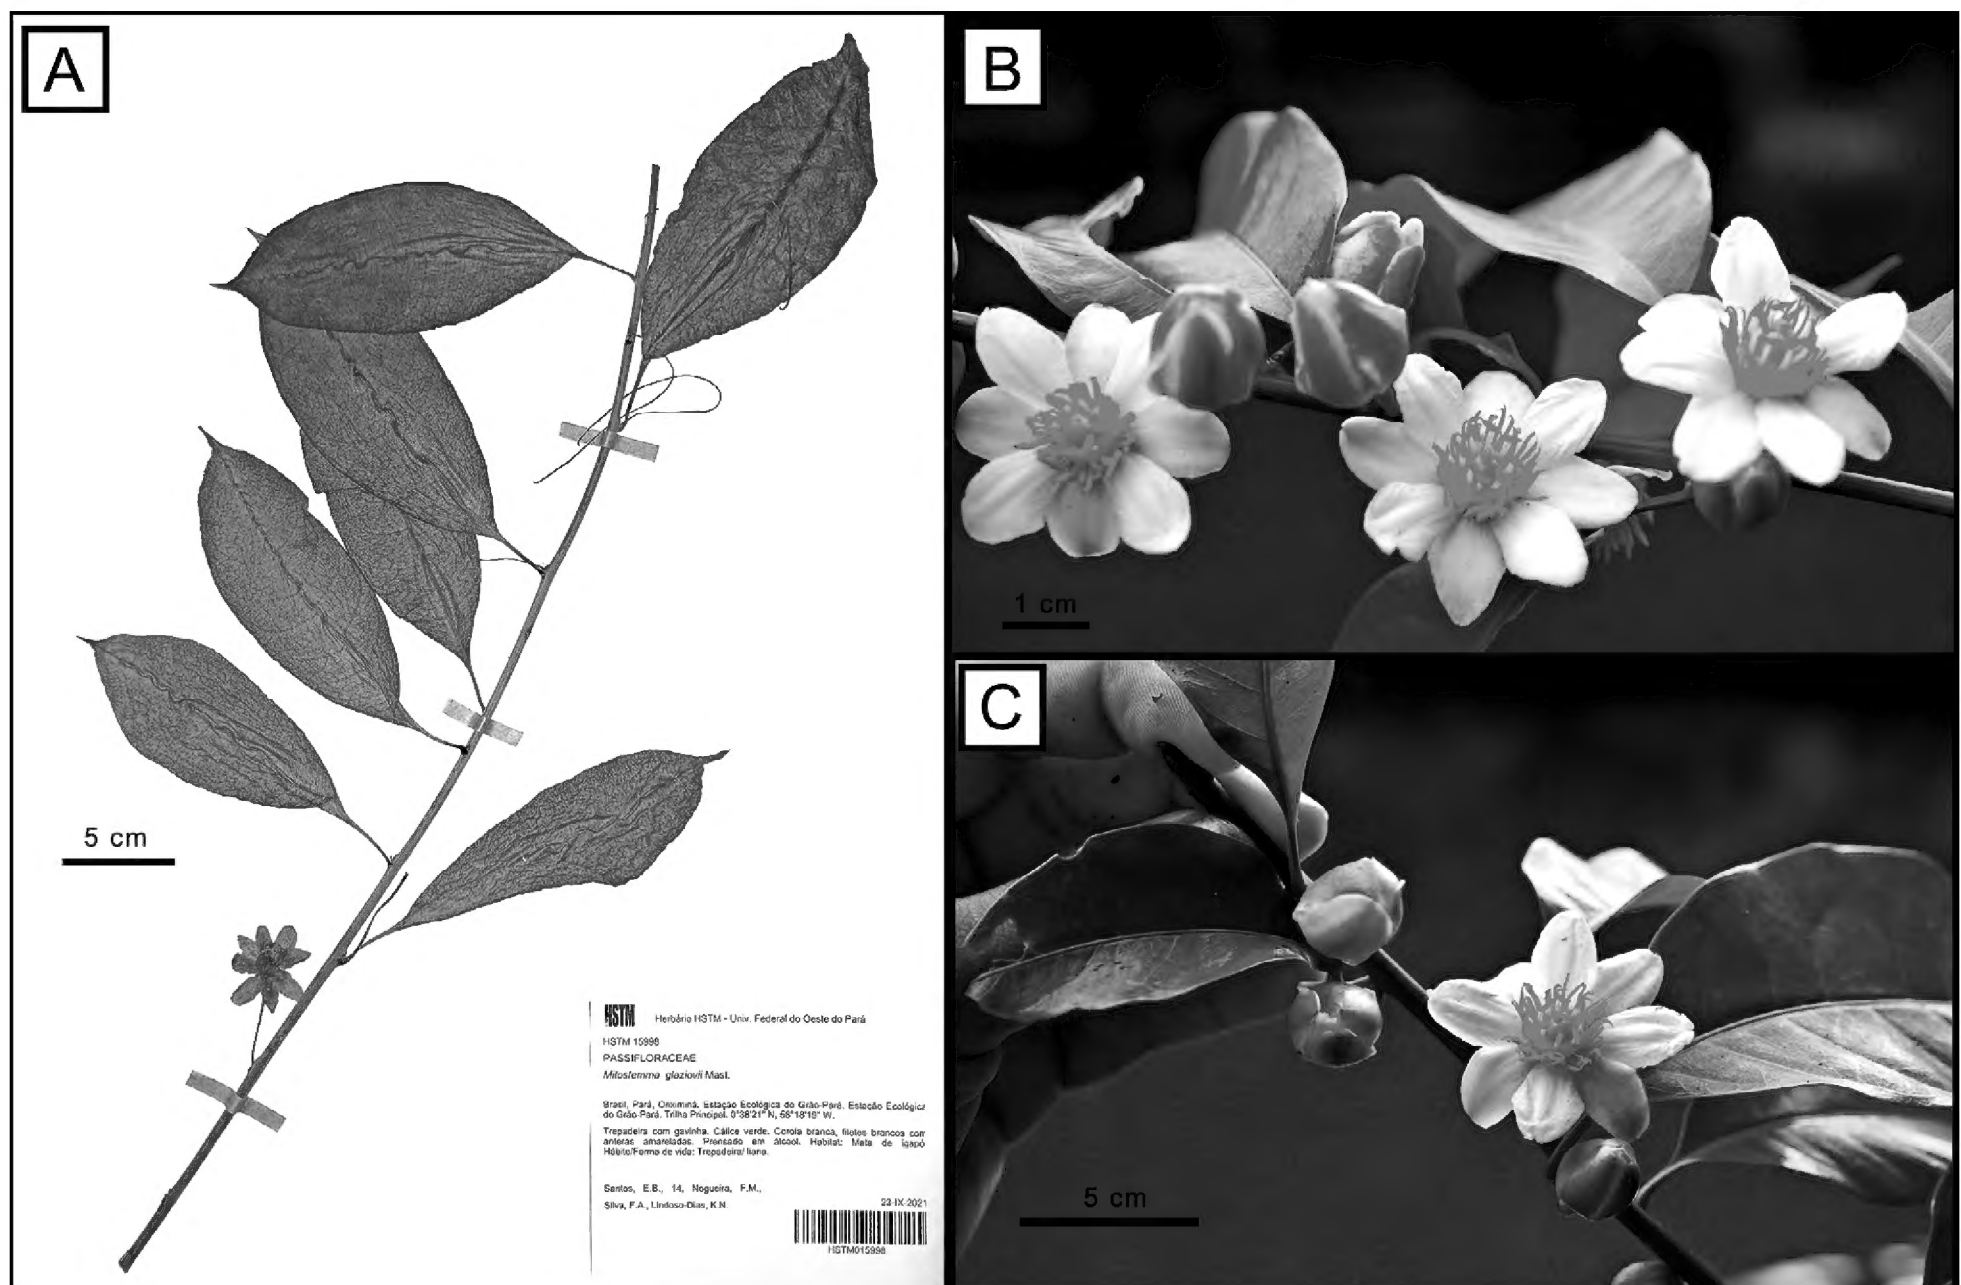 A
5 cm
HSTM
Herbário HSTM - Univ. Federal do Oeste do Pará
HSTM 15998
PASSIFLORACEAE
Mitostemma glaziovii Mast.
Brasil, Pará, Oriximiná. Estação Ecológica do Grão-Pará. Estação Ecológica
do Grão-Pará. Trilha Principal. 0°38'21" N, 56°18'19" W.
Trepadeira com gavinha. Cálice verde. Corola branca, filetes brancos com
anteras amareladas. Prensado em álcool. Habitat: Mata de igapó
Hábito/Forma de vida: Trepadeira/ liana.
Santos, E.B., 14, Nogueira, F.M.,
Silva, F.A., Lindoso-Dias, K.N.
23-IX-2021
HSTM015998
B
1 cm
C
5 cm